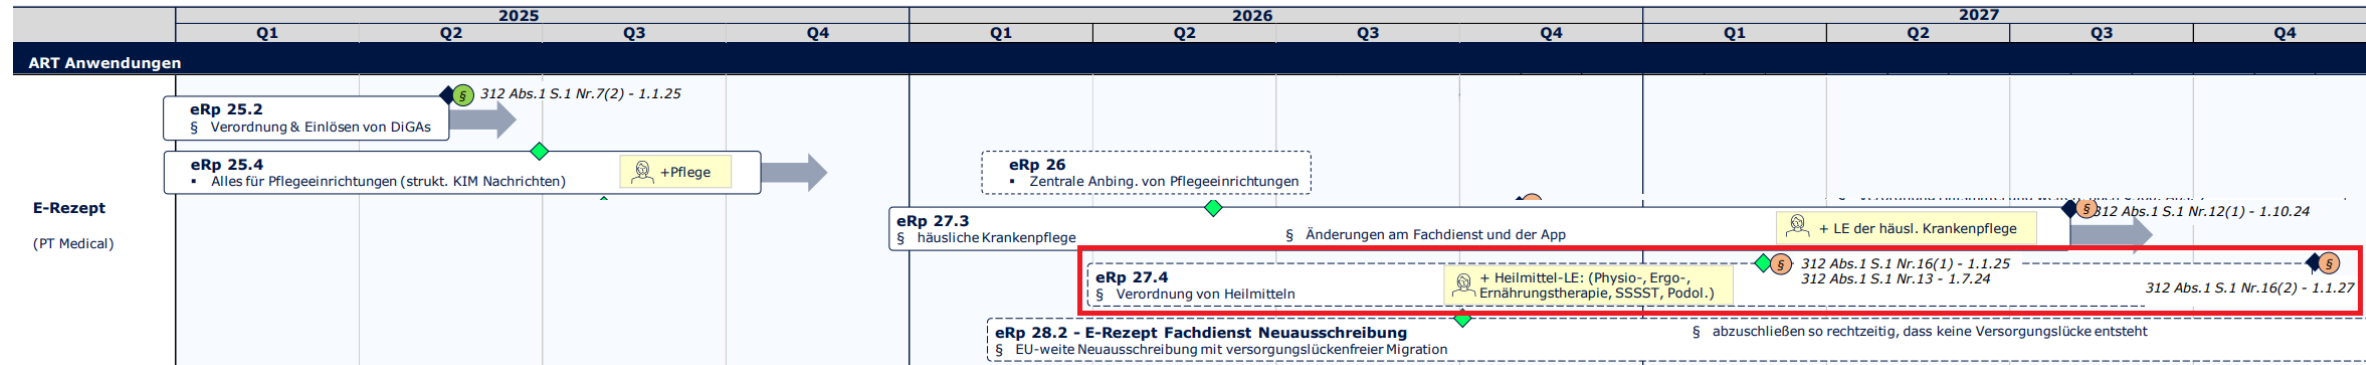 2025 2026 2027
Q1 Q2 Q3 Q4 Q1 Q2 Q3 Q4 Q1 Q2 Q3 Q4
ART Anwendungen
§ 312 Abs.1 S.1 Nr.7(2) - 1.1.25
eRp 25.2
§ Verordnung & Einlösen von DiGAs
eRp 25.4
▪ Alles für Pflegeeinrichtungen (strukt. KIM Nachrichten)
+Pflege
eRp 26
▪ Zentrale Anbing. von Pflegeeinrichtungen
E-Rezept
(PT Medical)
eRp 27.3
§ häusliche Krankenpflege
§ Änderungen am Fachdienst und der App
+ LE der häusl. Krankenpflege
§ 312 Abs.1 S.1 Nr.12(1) - 1.10.24
eRp 27.4
§ Verordnung von Heilmitteln
+ Heilmittel-LE: (Physio-, Ergo-,
Ernährungstherapie, SSSST, Podol.)
§ 312 Abs.1 S.1 Nr.16(1) - 1.1.25
312 Abs.1 S.1 Nr.13 - 1.7.24
§
312 Abs.1 S.1 Nr.16(2) - 1.1.27
eRp 28.2 - E-Rezept Fachdienst Neuausschreibung
§ EU-weite Neuausschreibung mit versorgungslückenfreier Migration
§ abzuschließen so rechtzeitig, dass keine Versorgungslücke entsteht